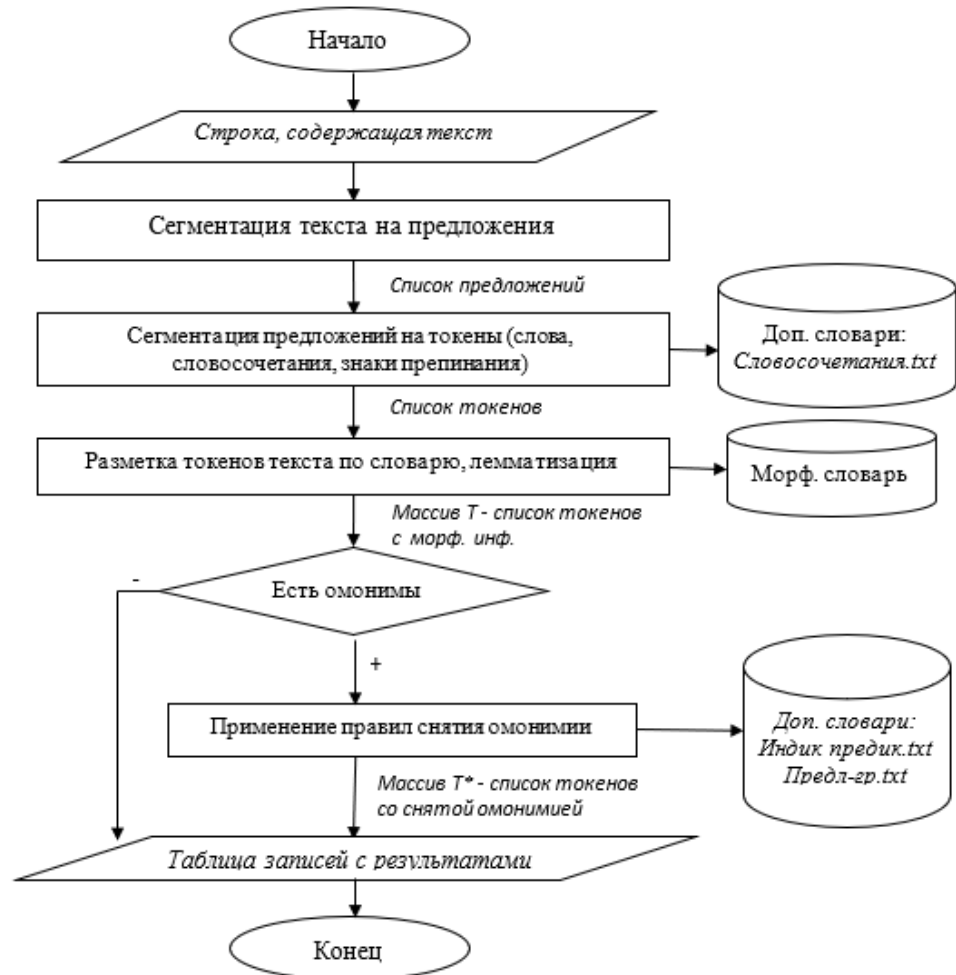 Начало
Строка, содержащая текст
Сегментация текста на предложения
Список предложений
Сегментация предложений на токены (слова,
словосочетания, знаки препинания)
Доп. словари:
Словосочетания.txt
Список токенов
Разметка токенов текста по словарю, лемматизация
Морф. словарь
Массив T - список токенов
с морф. инф.
Есть омонимы
-
+
Применение правил снятия омонимии
Доп. словари:
Индик предик.txt
Предл-гр.txt
Массив T* - список токенов
со снятой омонимией
Таблица записей с результатами
Конец